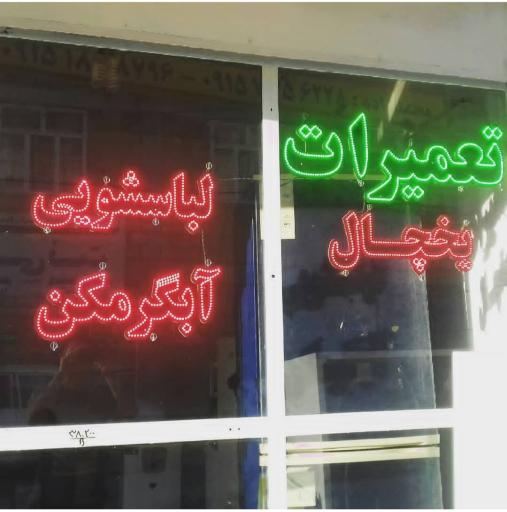 تعمیرات
یخچال
لباسشویی
آبگرمکن